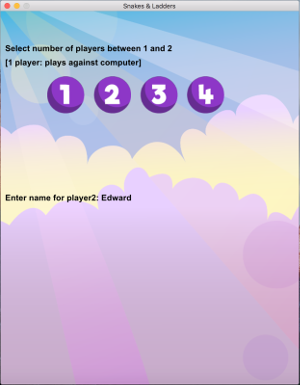 Snakes & Ladders
Select number of players between 1 and 2
[1 player: plays against computer]
1 2 3 4
Enter name for player2: Edward